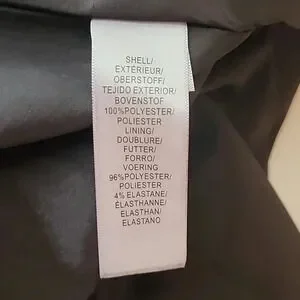 SHELL/
EXTÉRIEUR/
OBERSTOFF/
TEJIDO EXTERIOR/
BOVENSTOF
100%POLYESTER/
POLIESTER
LINING/
DOUBLURE/
FUTTER/
FORRO/
VOERING
96%POLYESTER/
POLIESTER
4% ELASTANE/
ÉLASTHANNE/
ELASTHAN/
ELASTANO